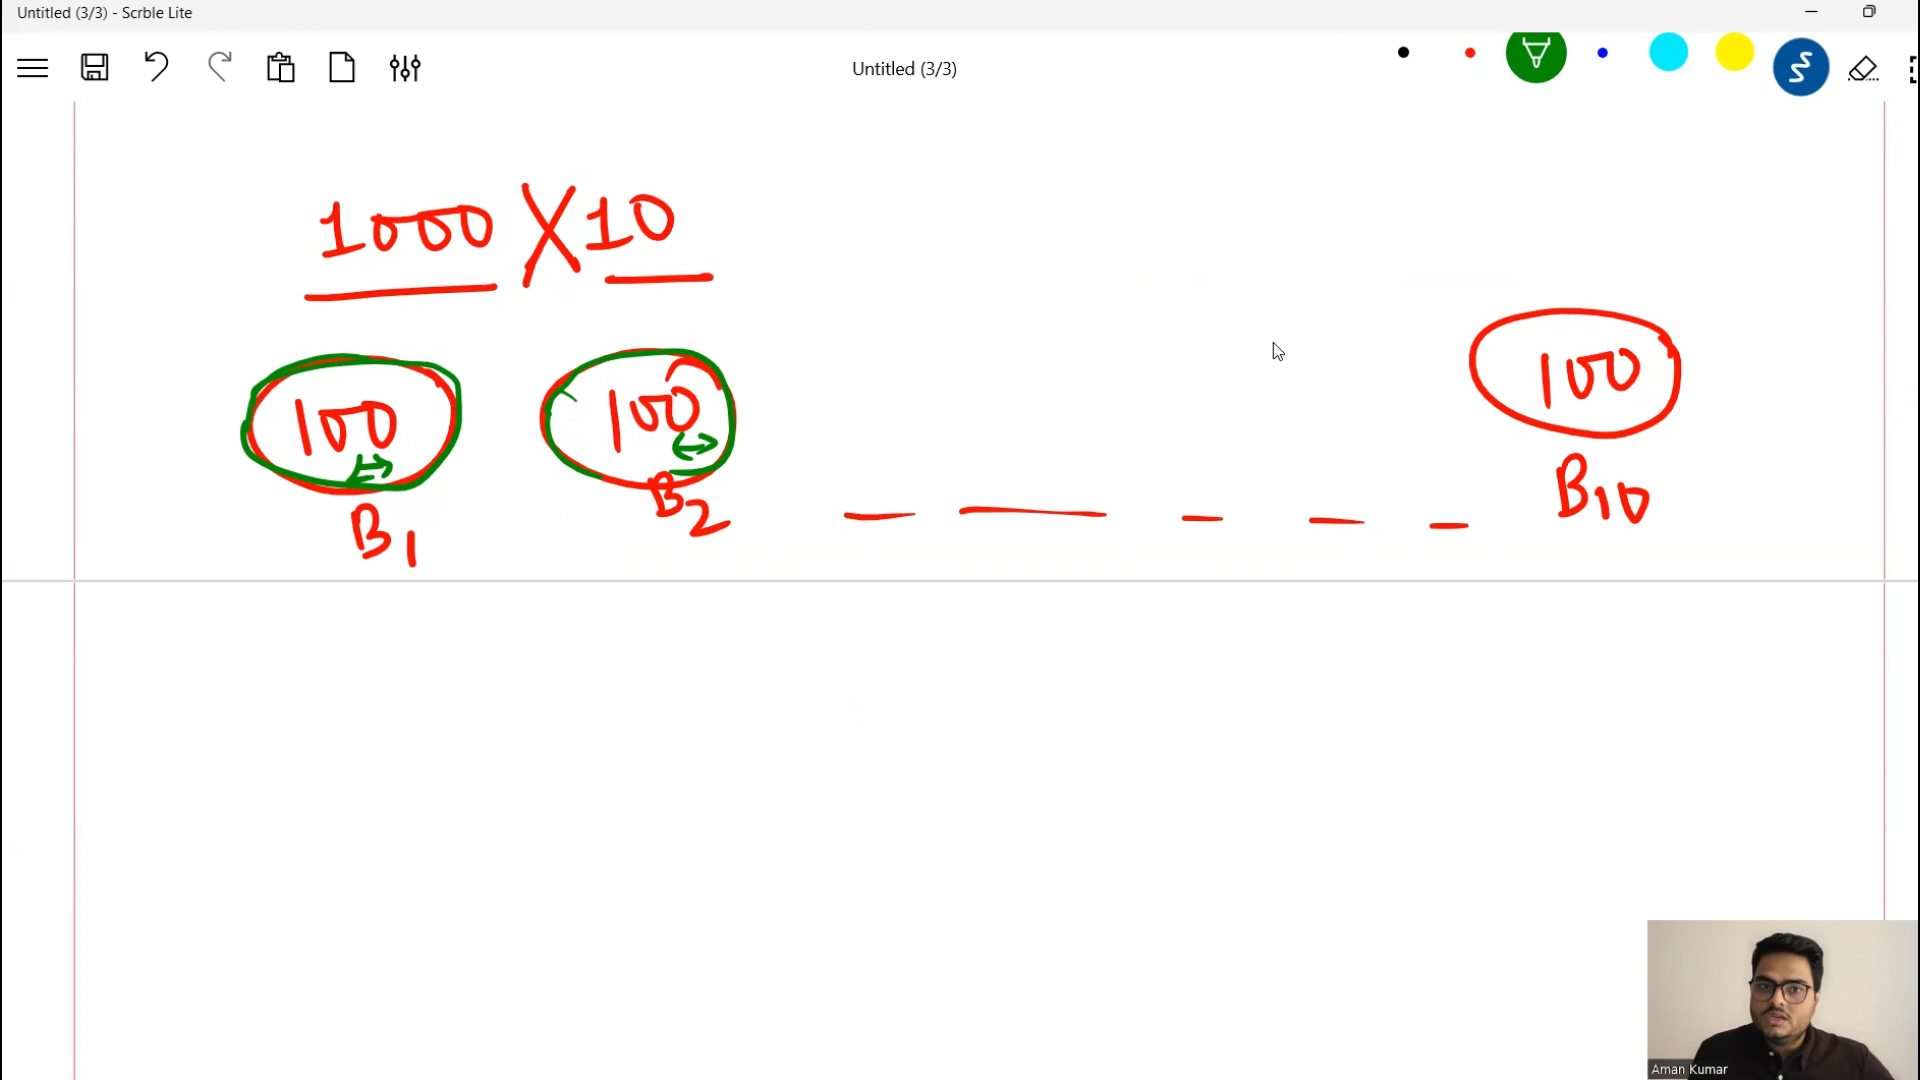 Untitled (3/3) - Scrble Lite
Untitled (3/3)
1000 X 10
100 100 100
B1 B2 B10
Aman Kumar